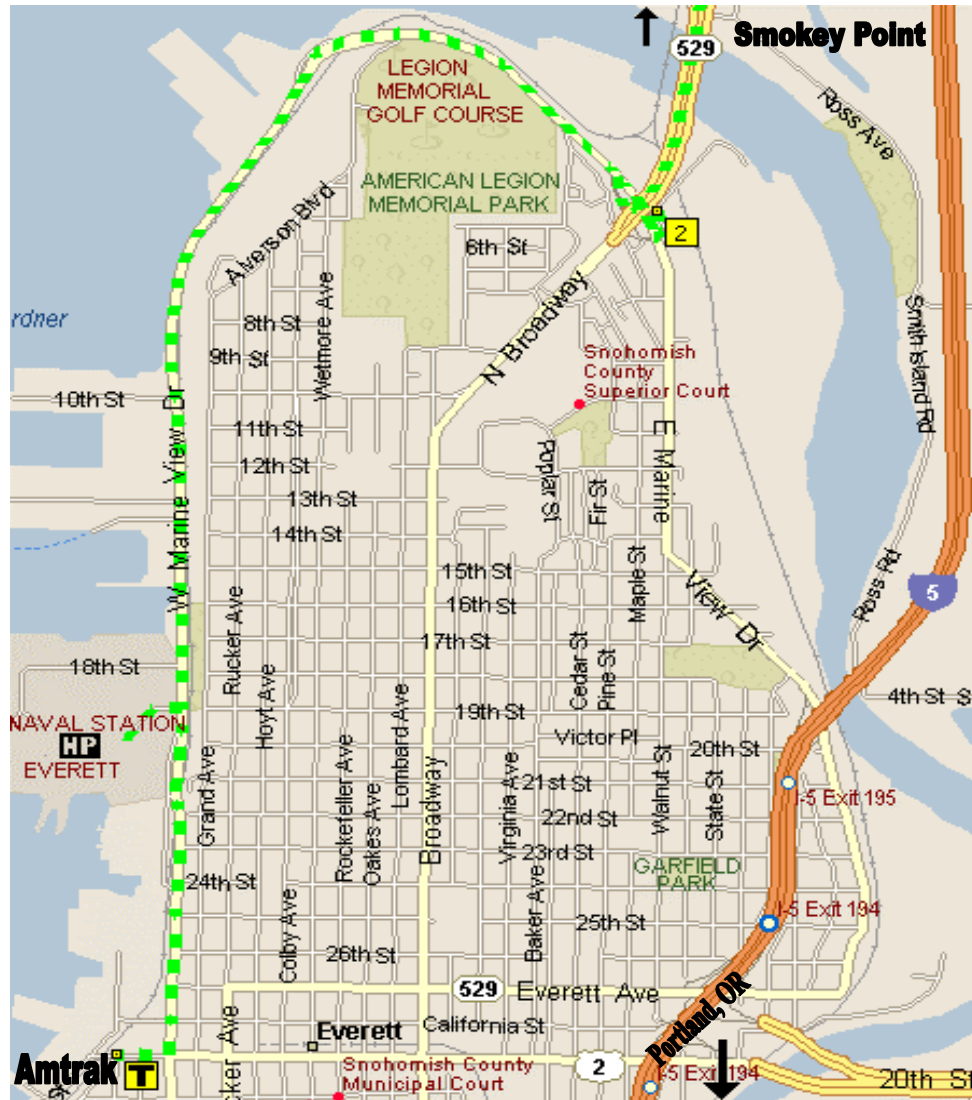 Smokey Point
529
LEGION
MEMORIAL
GOLF COURSE
Ross Ave
AMERICAN LEGION
MEMORIAL PARK
Alverson Blvd
6th St
2
rdner
8th St
Wetmore Ave
9th St
N Broadway
Smith Island Rd
Snohomish
County
Superior Court
10th St
W Marine View Dr
11th St
E Marine
View Dr
12th St
Poplar St
Fir St
13th St
14th St
15th St
Maple St
Ross Rd
5
16th St
Rucker Ave
17th St
18th St
Hoyt Ave
Cedar St
Pine St
4th St S
NAVAL STATION
HP
EVERETT
19th St
Lombard Ave
Victor Pl
20th St
Grand Ave
Rockefeller Ave
Oakes Ave
Broadway
Virginia Ave
21st St
Walnut St
State St
I-5 Exit 195
22nd St
23rd St
GARFIELD
PARK
24th St
Colby Ave
Baker Ave
25th St
I-5 Exit 194
26th St
529
Everett Ave
Portland, OR
Everett
California St
cker Ave
Amtrak
T
Snohomish County
Municipal Court
2
I-5 Exit 194
20th St